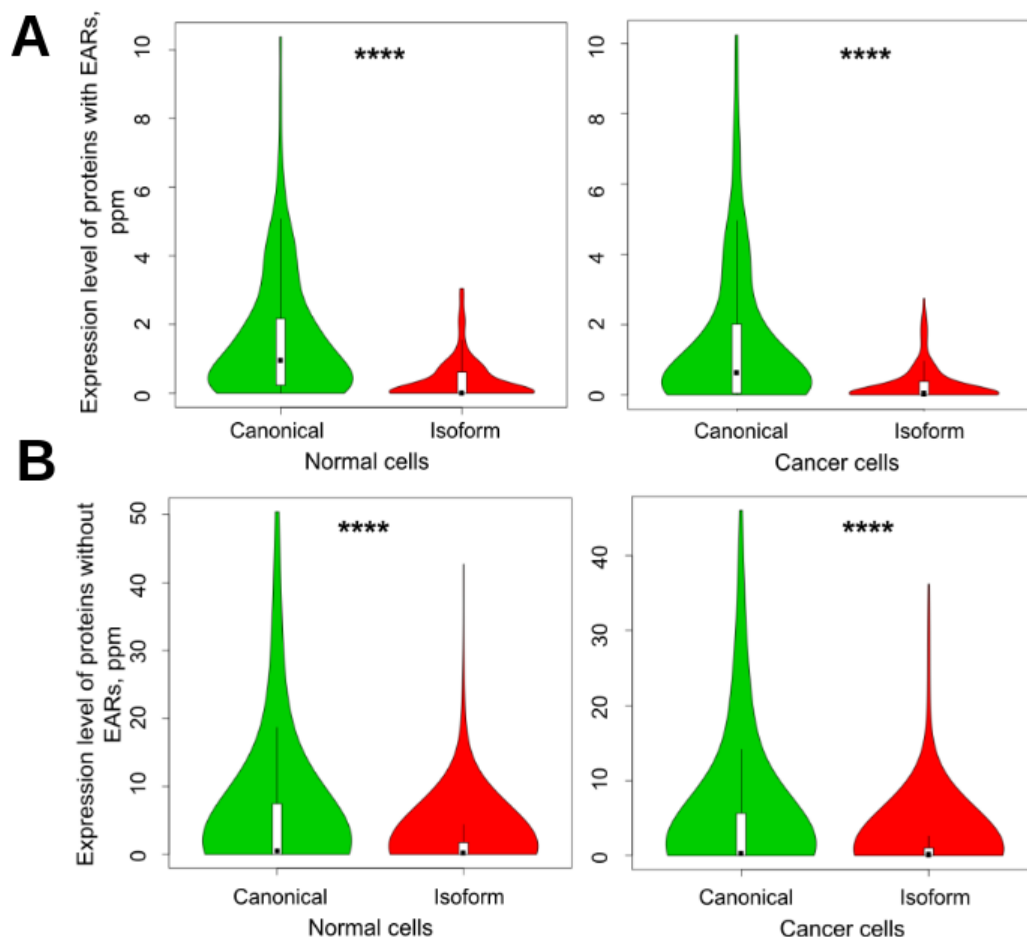 A
Expression level of proteins with EARs,
ppm
10
8
6
4
2
0
****
Canonical
Isoform
Normal cells
10
8
6
4
2
0
****
Canonical
Isoform
Cancer cells
B
Expression level of proteins without
EARs, ppm
50
40
30
20
10
0
****
Canonical
Isoform
Normal cells
40
30
20
10
0
****
Canonical
Isoform
Cancer cells